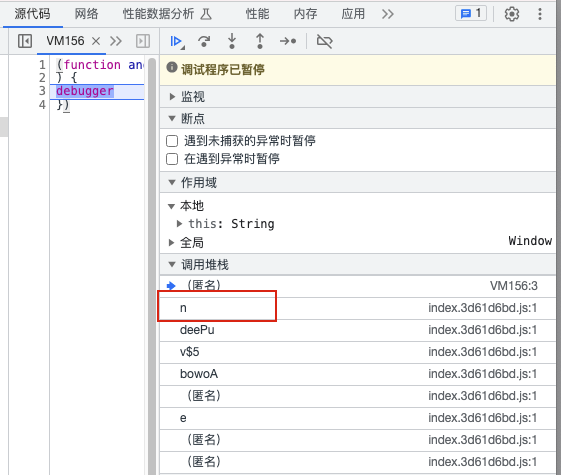 源代码 网络 性能数据分析 性能 内存 应用 1
VM156
1 (function and
2 ) {
3 debugger
4 })
调试程序已暂停
监视
断点
遇到未捕获的异常时暂停
在遇到异常时暂停
作用域
本地
this: String
全局 Window
调用堆栈
（匿名） VM156:3
n index.3d61d6bd.js:1
deePu index.3d61d6bd.js:1
v$5 index.3d61d6bd.js:1
bowoA index.3d61d6bd.js:1
（匿名） index.3d61d6bd.js:1
e index.3d61d6bd.js:1
（匿名） index.3d61d6bd.js:1
（匿名） index.3d61d6bd.js:1